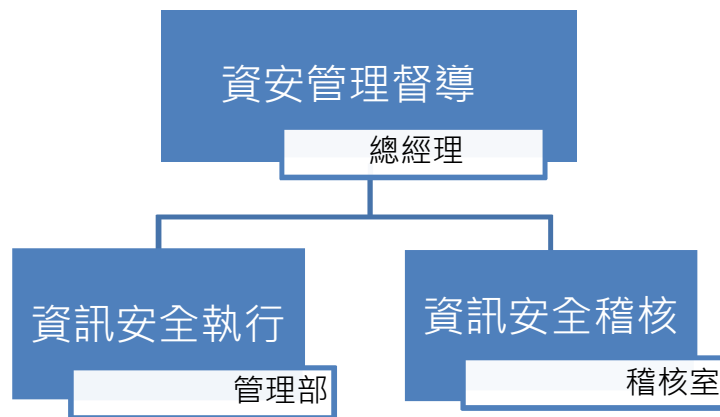 資安管理督導
總經理
資訊安全執行
管理部
資訊安全稽核
稽核室